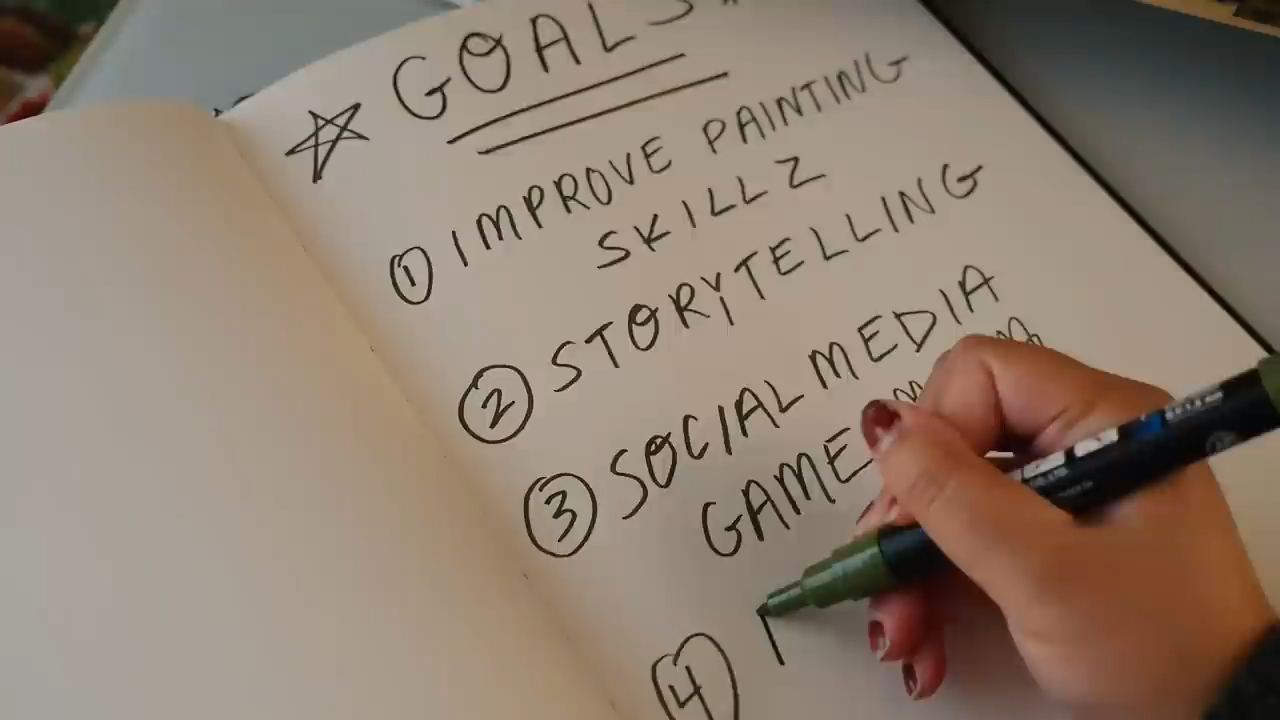 GOALS
① IMPROVE PAINTING
SKILLZ
② STORYTELLING
③ SOCIAL MEDIA
GAME
④